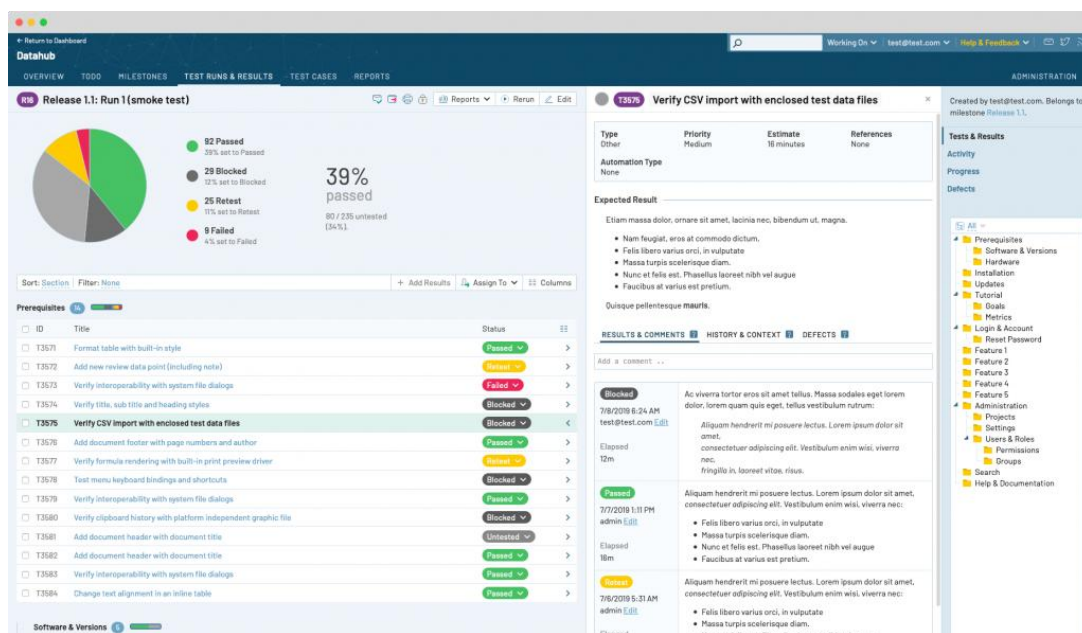 ← Return to Dashboard
Datahub
Working On
test@test.com
Help & Feedback
OVERVIEW TODO MILESTONES TEST RUNS & RESULTS TEST CASES REPORTS
ADMINISTRATION
R16 Release 1.1: Run 1 (smoke test)
Reports Rerun Edit
92 Passed
39% set to Passed
29 Blocked
12% set to Blocked
25 Retest
11% set to Retest
9 Failed
4% set to Failed
39%
passed
80 / 235 untested
(34%).
Sort: Section Filter: None
+ Add Results Assign To Columns
Prerequisites 14
ID Title Status
T3571 Format table with built-in style Passed
T3572 Add new review data point (including note) Retest
T3573 Verify interoperability with system file dialogs Failed
T3574 Verify title, sub title and heading styles Blocked
T3575 Verify CSV import with enclosed test data files Blocked
T3576 Add document footer with page numbers and author Passed
T3577 Verify formula rendering with built-in print preview driver Retest
T3578 Test menu keyboard bindings and shortcuts Blocked
T3579 Verify interoperability with system file dialogs Passed
T3580 Verify clipboard history with platform independent graphic file Blocked
T3581 Add document header with document title Untested
T3582 Add document header with document title Passed
T3583 Verify interoperability with system file dialogs Passed
T3584 Change text alignment in an inline table Passed
Software & Versions 6
T3575 Verify CSV import with enclosed test data files ×
Type Priority Estimate References
Other Medium 16 minutes None
Automation Type
None
Expected Result
Etiam massa dolor, ornare sit amet, lacinia nec, bibendum ut, magna.
• Nam feugiat, eros at commodo dictum.
• Felis libero varius orci, in vulputate
• Massa turpis scelerisque diam.
• Nunc et felis est. Phasellus laoreet nibh vel augue
• Faucibus at varius est pretium.
Quisque pellentesque mauris.
RESULTS & COMMENTS HISTORY & CONTEXT DEFECTS
Add a comment ..
Blocked
7/8/2019 6:24 AM
test@test.com Edit
Elapsed
12m
Ac viverra tortor eros sit amet tellus. Massa sodales eget lorem
dolor, lorem quam quis eget, tellus vestibulum rutrum:
Aliquam hendrerit mi posuere lectus. Lorem ipsum dolor sit
amet,
consectetuer adipiscing elit. Vestibulum enim wisi, viverra
nec,
fringilla in, laoreet vitae, risus.
Passed
7/7/2019 1:11 PM
admin Edit
Elapsed
16m
Aliquam hendrerit mi posuere lectus. Lorem ipsum dolor sit amet,
consectetuer adipiscing elit. Vestibulum enim wisi, viverra nec:
• Felis libero varius orci, in vulputate
• Massa turpis scelerisque diam.
• Nunc et felis est. Phasellus laoreet nibh vel augue
• Faucibus at varius est pretium.
Retest
7/6/2019 5:31 AM
admin Edit
Aliquam hendrerit mi posuere lectus. Lorem ipsum dolor sit amet,
consectetuer adipiscing elit. Vestibulum enim wisi, viverra nec:
• Felis libero varius orci, in vulputate
• Massa turpis scelerisque diam.
Created by test@test.com. Belongs to
milestone Release 1.1.
Tests & Results
Activity
Progress
Defects
All
Prerequisites
Software & Versions
Hardware
Installation
Updates
Tutorial
Goals
Metrics
Login & Account
Reset Password
Feature 1
Feature 2
Feature 3
Feature 4
Feature 5
Administration
Projects
Settings
Users & Roles
Permissions
Groups
Search
Help & Documentation